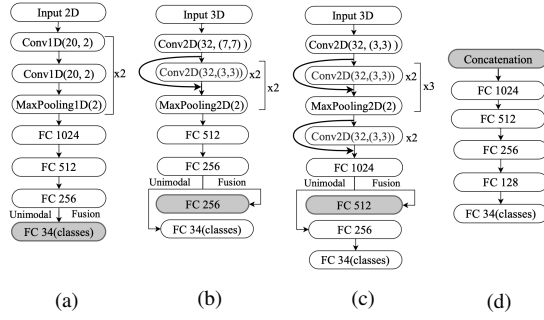 Input 2D
Conv1D(20, 2)
Conv1D(20, 2)
x2
MaxPooling1D(2)
FC 1024
FC 512
FC 256
Unimodal Fusion
FC 34(classes)
(a)
Input 3D
Conv2D(32, (7,7) )
Conv2D(32,(3,3))
x2
x2
MaxPooling2D(2)
FC 512
FC 256
Unimodal Fusion
FC 256
FC 34(classes)
(b)
Input 3D
Conv2D(32, (3,3))
Conv2D(32,(3,3))
x2
x3
MaxPooling2D(2)
Conv2D(32,(3,3))
x2
FC 1024
Unimodal Fusion
FC 512
FC 256
FC 34(classes)
(c)
Concatenation
FC 1024
FC 512
FC 256
FC 128
FC 34(classes)
(d)